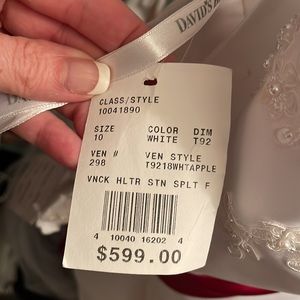 DAVID'S
CLASS/STYLE
10041890
SIZE COLOR DIM
10 WHITE T92
VEN # VEN STYLE
298 T9218WHTAPPLE
VNCK HLTR STN SPLT F
4 10040 16202 4
$599.00